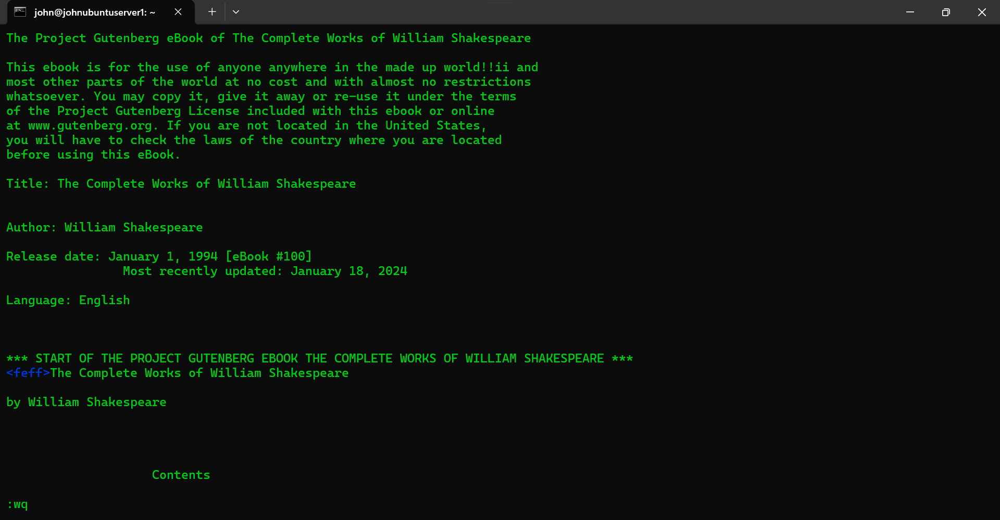 john@johnubuntuserver1: ~
The Project Gutenberg eBook of The Complete Works of William Shakespeare
This ebook is for the use of anyone anywhere in the made up world!!ii and
most other parts of the world at no cost and with almost no restrictions
whatsoever. You may copy it, give it away or re-use it under the terms
of the Project Gutenberg License included with this ebook or online
at www.gutenberg.org. If you are not located in the United States,
you will have to check the laws of the country where you are located
before using this eBook.
Title: The Complete Works of William Shakespeare
Author: William Shakespeare
Release date: January 1, 1994 [eBook #100]
Most recently updated: January 18, 2024
Language: English
*** START OF THE PROJECT GUTENBERG EBOOK THE COMPLETE WORKS OF WILLIAM SHAKESPEARE ***
<feff>The Complete Works of William Shakespeare
by William Shakespeare
Contents
:wq